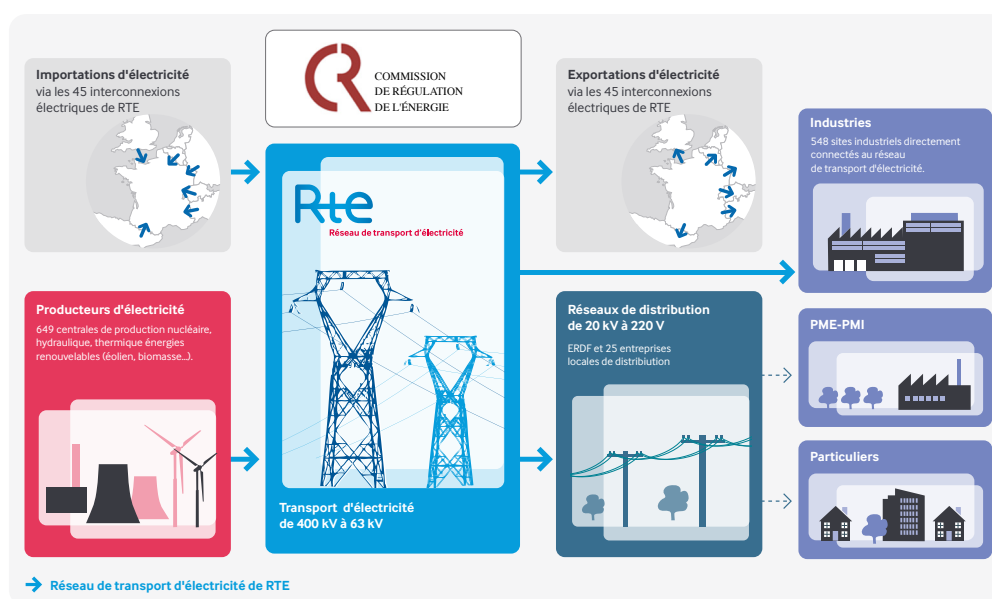 Importations d'électricité
via les 45 interconnexions
électriques de RTE
CR
COMMISSION
DE RÉGULATION
DE L'ÉNERGIE
Exportations d'électricité
via les 45 interconnexions
électriques de RTE
Industries
548 sites industriels directement
connectés au réseau
de transport d'électricité.
Rte
Réseau de transport d'électricité
Producteurs d'électricité
649 centrales de production nucléaire,
hydraulique, thermique énergies
renouvelables (éolien, biomasse...).
Transport d'électricité
de 400 kV à 63 kV
Réseaux de distribution
de 20 kV à 220 V
ERDF et 25 entreprises
locales de distribiution
PME-PMI
Particuliers
Réseau de transport d'électricité de RTE